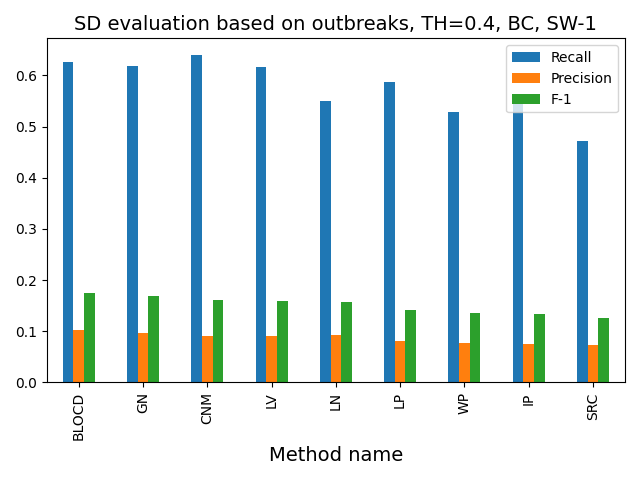 SD evaluation based on outbreaks, TH=0.4, BC, SW-1
Recall
Precision
F-1
0.6
0.5
0.4
0.3
0.2
0.1
0.0
BLOCD
GN
CNM
LV
LN
LP
WP
IP
SRC
Method name